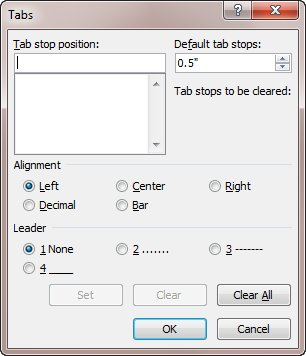 Tabs
Tab stop position: Default tab stops:
0.5"
Tab stops to be cleared:
Alignment
Left Center Right
Decimal Bar
Leader
1 None 2 ....... 3 -------
4 ____
Set Clear Clear All
OK Cancel